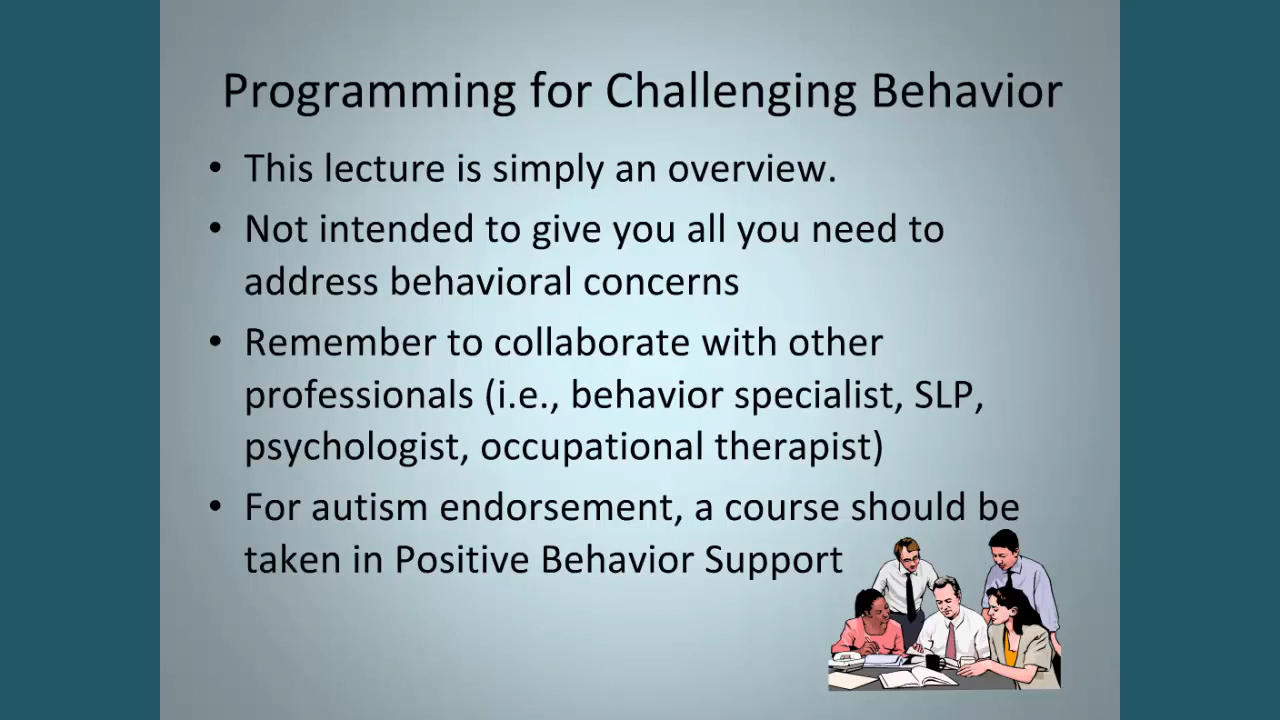 Programming for Challenging Behavior
• This lecture is simply an overview.
• Not intended to give you all you need to
address behavioral concerns
• Remember to collaborate with other
professionals (i.e., behavior specialist, SLP,
psychologist, occupational therapist)
• For autism endorsement, a course should be
taken in Positive Behavior Support